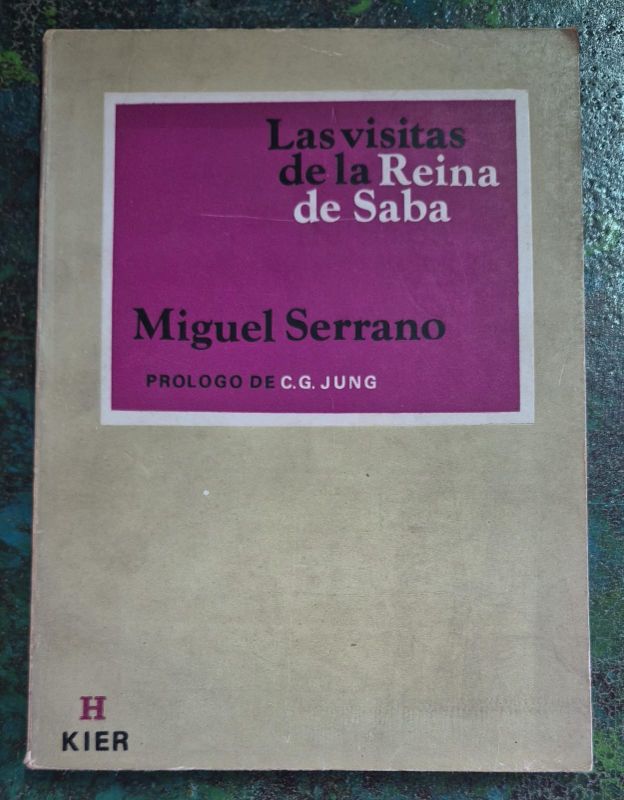 Las visitas
de la Reina
de Saba
Miguel Serrano
PROLOGO DE C.G. JUNG
H
KIER